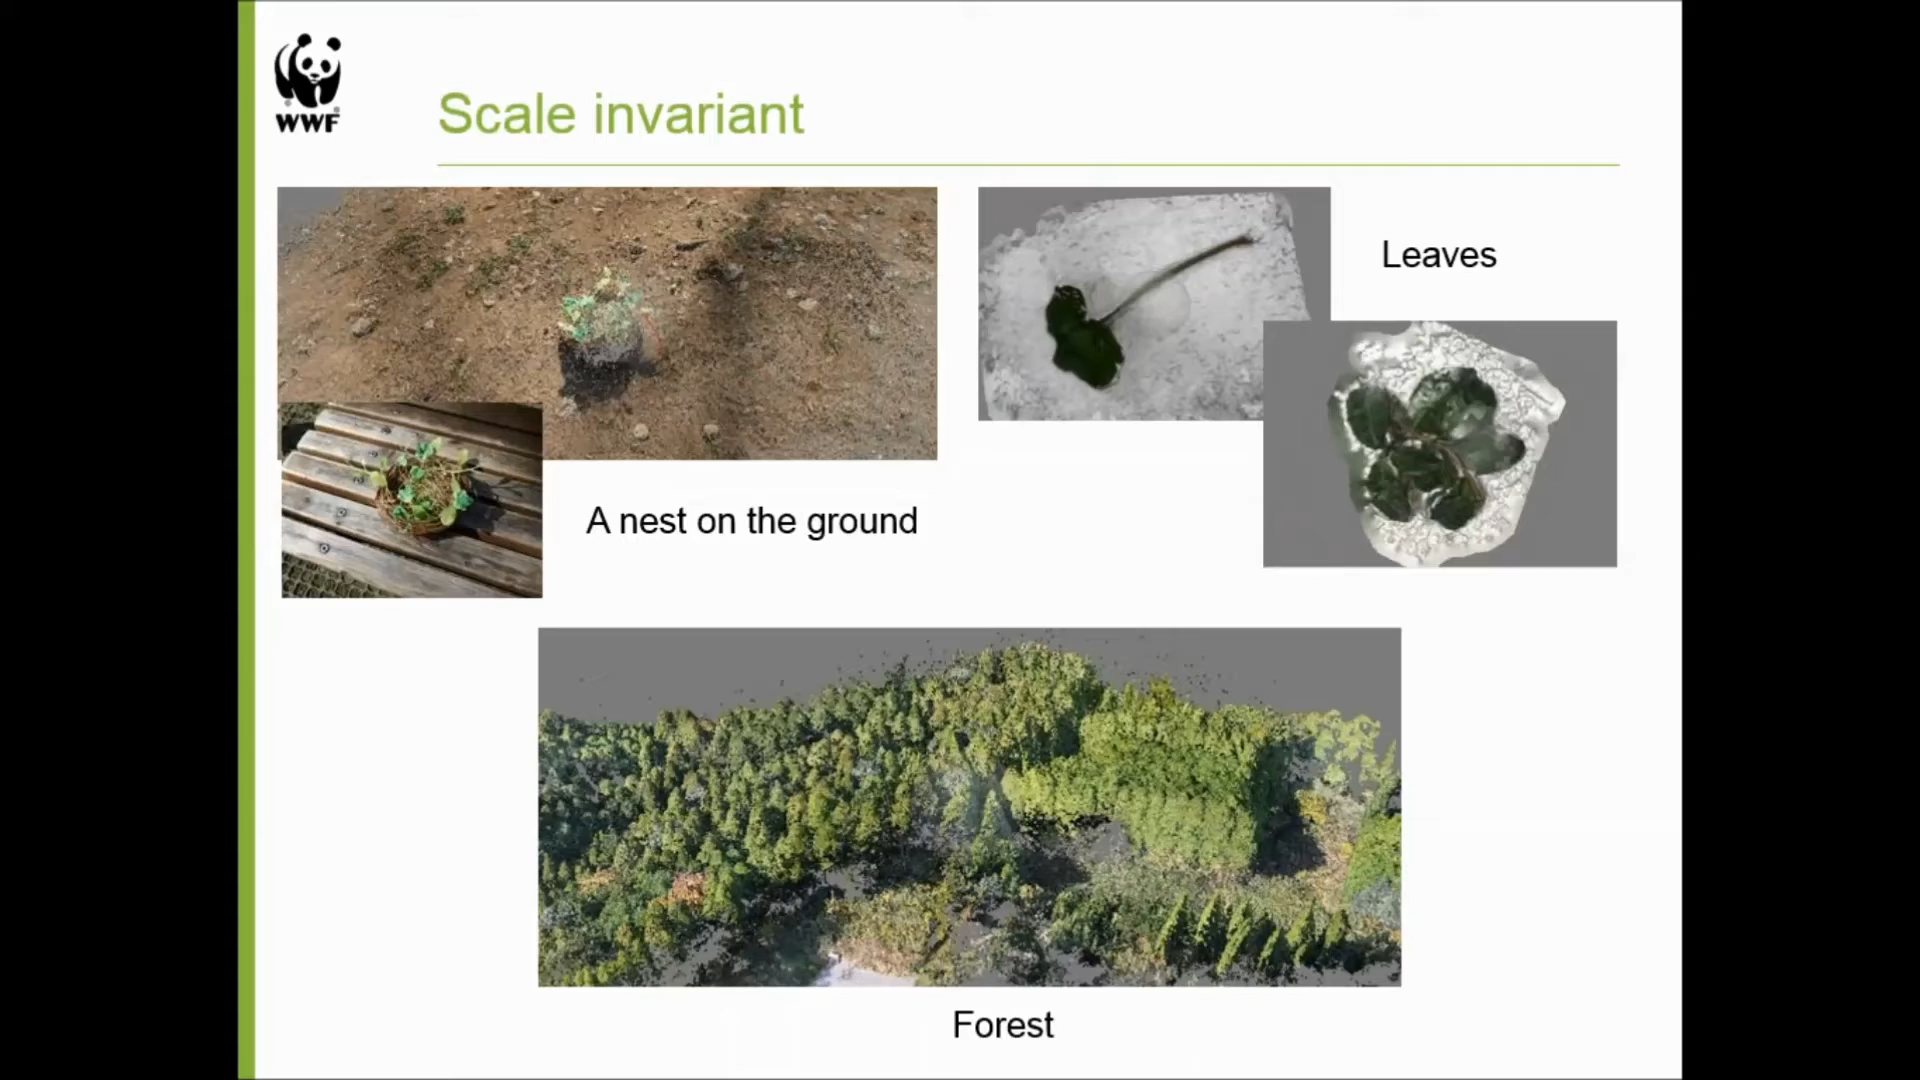 WWF
Scale invariant
Leaves
A nest on the ground
Forest